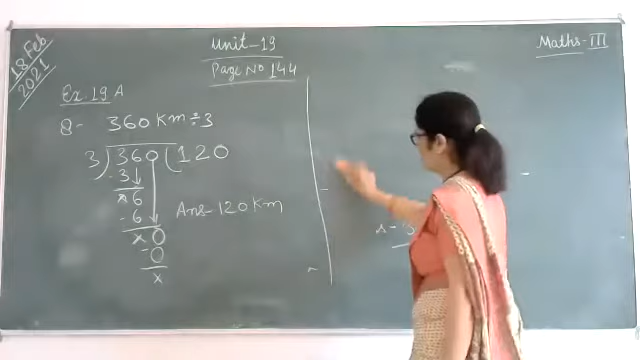 18 Feb 2021
Unit-19
Page No 144
Maths-III
Ex. 19 A
Q- 360 Km ÷ 3
3)360(120
-3↓
×6
-6
×0
-0
×
Ans- 120 Km